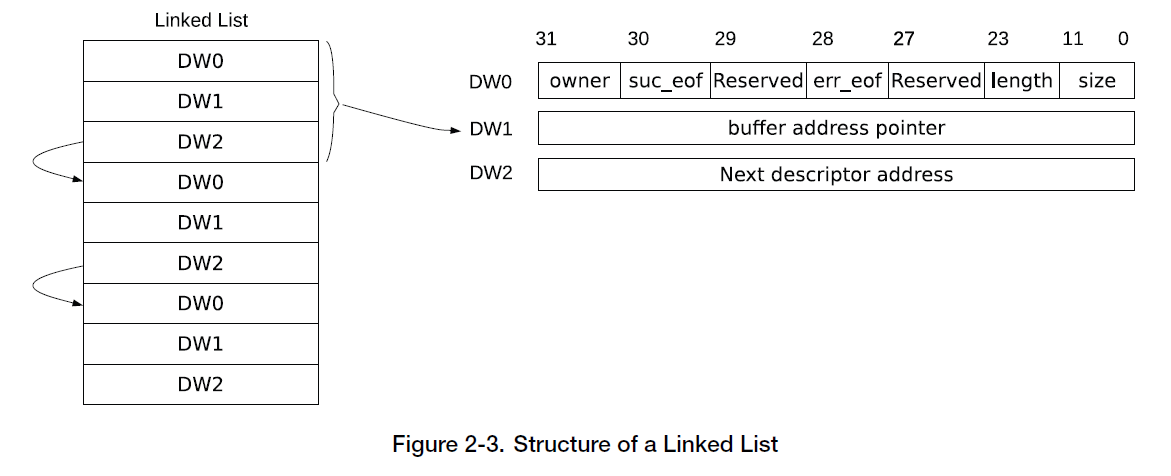 Linked List
DW0
DW1
DW2
DW0
DW1
DW2
DW0
DW1
DW2
31 30 29 28 27 23 11 0
DW0 owner suc_eof Reserved err_eof Reserved length size
DW1 buffer address pointer
DW2 Next descriptor address
Figure 2-3. Structure of a Linked List